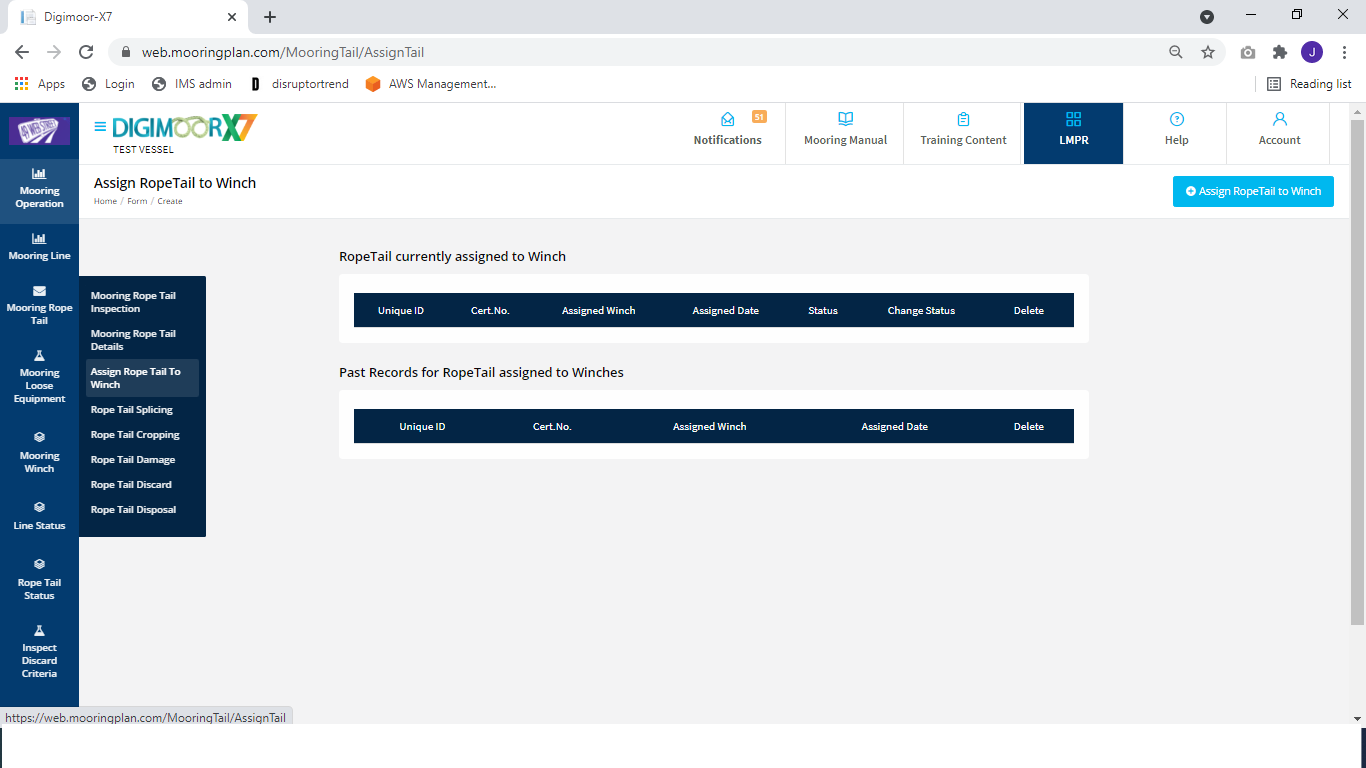 Digimoor-X7
web.mooringplan.com/MooringTail/AssignTail
J
Apps
Login
IMS admin
D
disruptortrend
AWS Management...
Reading list
49 WEB STREET
DIGIMOORX7
TEST VESSEL
51
Notifications
Mooring Manual
Training Content
LMPR
Help
Account
Assign RopeTail to Winch
Home / Form / Create
Assign RopeTail to Winch
Mooring
Operation
Mooring Line
Mooring Rope
Tail
Mooring
Loose
Equipment
Mooring
Winch
Line Status
Rope Tail
Status
Inspect
Discard
Criteria
Mooring Rope Tail
Inspection
Mooring Rope Tail
Details
Assign Rope Tail To
Winch
Rope Tail Splicing
Rope Tail Cropping
Rope Tail Damage
Rope Tail Discard
Rope Tail Disposal
RopeTail currently assigned to Winch
Unique ID Cert.No. Assigned Winch Assigned Date Status Change Status Delete
Past Records for RopeTail assigned to Winches
Unique ID Cert.No. Assigned Winch Assigned Date Delete
https://web.mooringplan.com/MooringTail/AssignTail